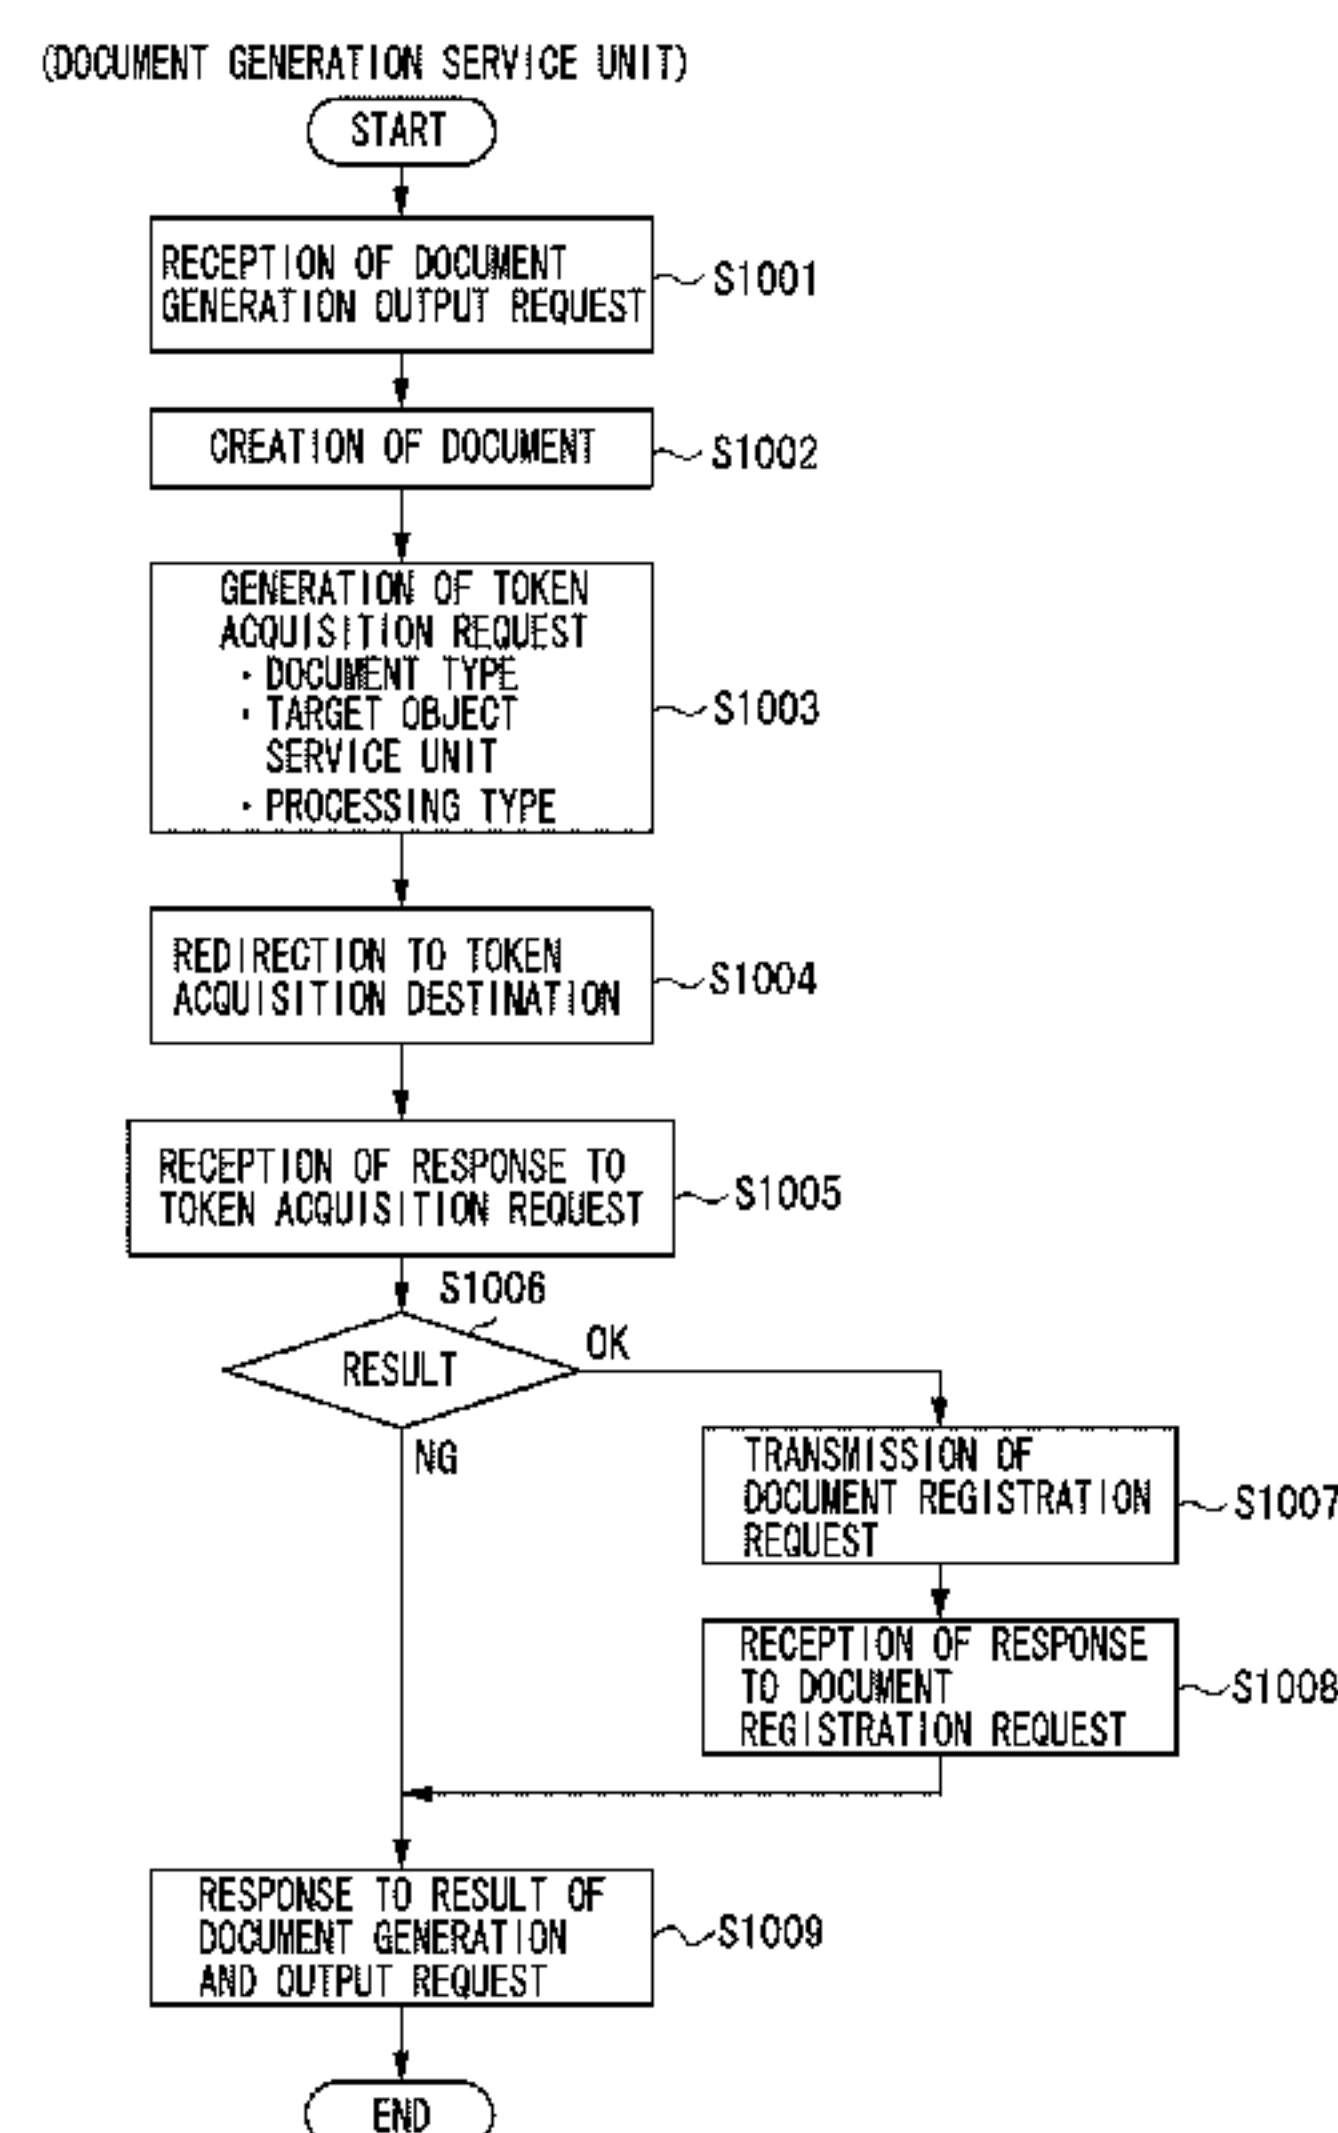 (DOCUMENT GENERATION SERVICE UNIT)
START
RECEPTION OF DOCUMENT
GENERATION OUTPUT REQUEST
S1001
CREATION OF DOCUMENT
S1002
GENERATION OF TOKEN
ACQUISITION REQUEST
・DOCUMENT TYPE
・TARGET OBJECT
SERVICE UNIT
・PROCESSING TYPE
S1003
REDIRECTION TO TOKEN
ACQUISITION DESTINATION
S1004
RECEPTION OF RESPONSE TO
TOKEN ACQUISITION REQUEST
S1005
S1006
RESULT
OK
NG
TRANSMISSION OF
DOCUMENT REGISTRATION
REQUEST
S1007
RECEPTION OF RESPONSE
TO DOCUMENT
REGISTRATION REQUEST
S1008
RESPONSE TO RESULT OF
DOCUMENT GENERATION
AND OUTPUT REQUEST
S1009
END